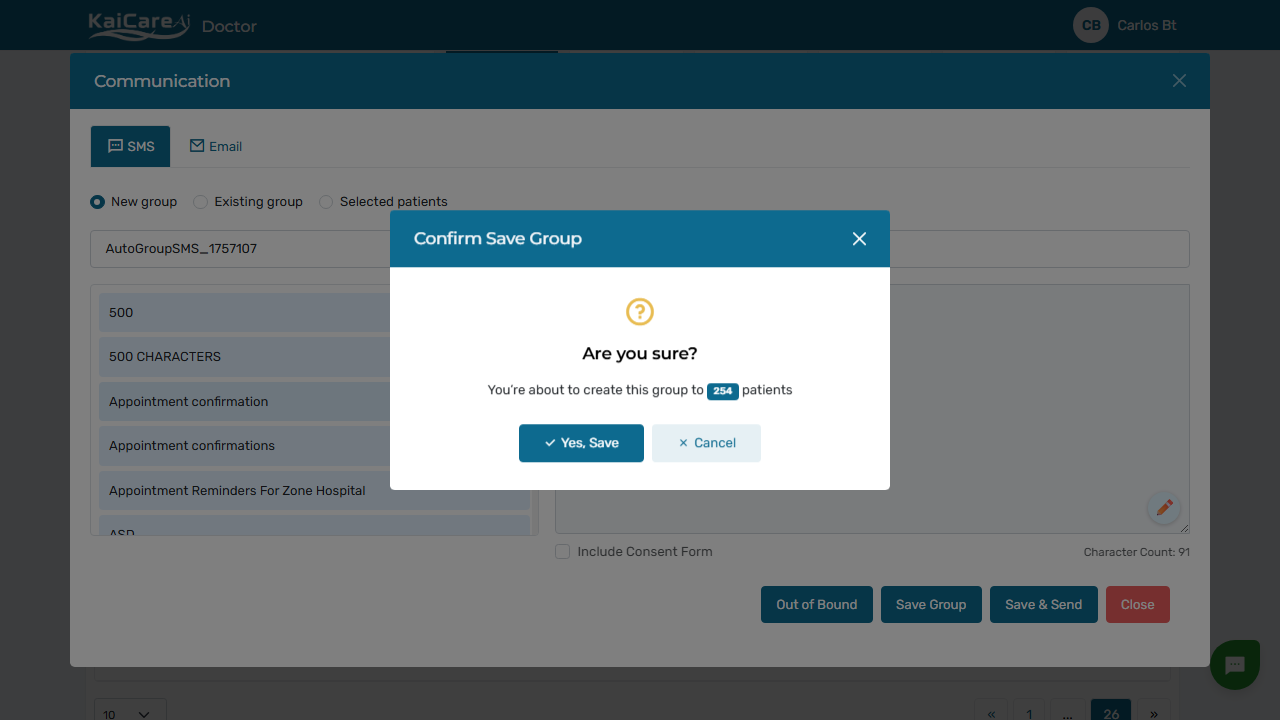 KaiCare Ai Doctor
CB Carlos Bt
Communication
SMS Email
New group Existing group Selected patients
AutoGroupSMS_1757107
Confirm Save Group
500
500 CHARACTERS
Appointment confirmation
Appointment confirmations
Appointment Reminders For Zone Hospital
ASD
?
Are you sure?
You're about to create this group to 254 patients
Yes, Save Cancel
Include Consent Form Character Count: 91
Out of Bound Save Group Save & Send Close
10 « 1 ... 26 »